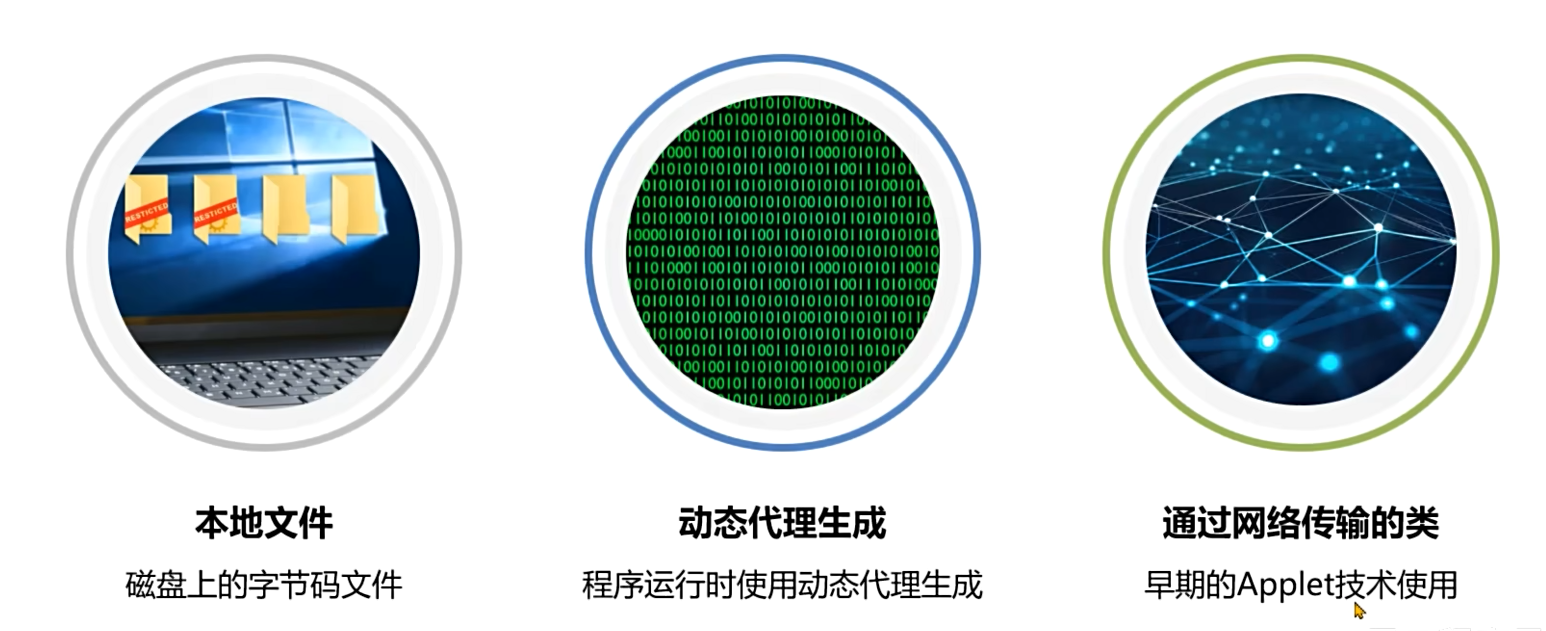 RESTICTED
RESTICTED
本地文件
磁盘上的字节码文件
动态代理生成
程序运行时使用动态代理生成
通过网络传输的类
早期的Applet技术使用